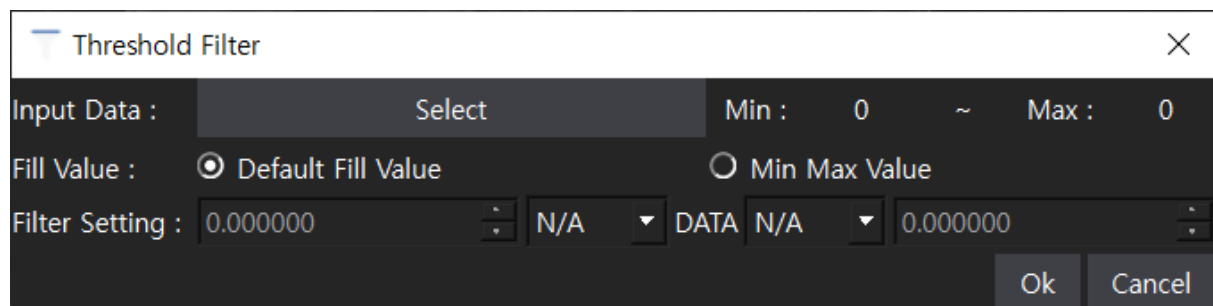 Threshold Filter
Input Data : Select Min : 0 ~ Max : 0
Fill Value : Default Fill Value Min Max Value
Filter Setting : 0.000000 N/A DATA N/A 0.000000
Ok Cancel